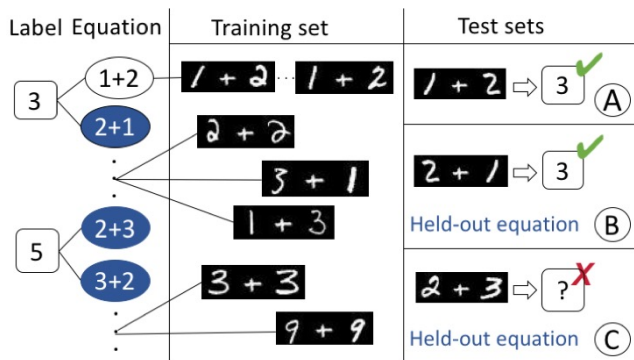 Label Equation Training set Test sets
3 1+2 1 + 2 ... 1 + 2 1 + 2 ⇨ 3 ✓ A
2+1 2 + 2
3 + 1 2 + 1 ⇨ 3 ✓
2+3 1 + 3 Held-out equation B
5
3+2 3 + 3 2 + 3 ⇨ ? X
9 + 9 Held-out equation C